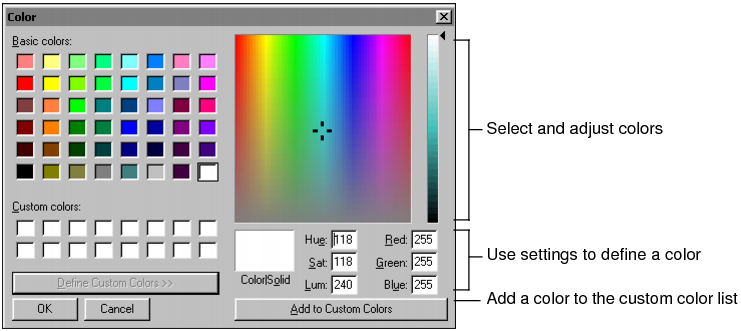 Color
Basic colors:
Custom colors:
Define Custom Colors >>
OK
Cancel
Color|Solid
Hue: 118
Sat: 118
Lum: 240
Red: 255
Green: 255
Blue: 255
Add to Custom Colors
Select and adjust colors
Use settings to define a color
Add a color to the custom color list